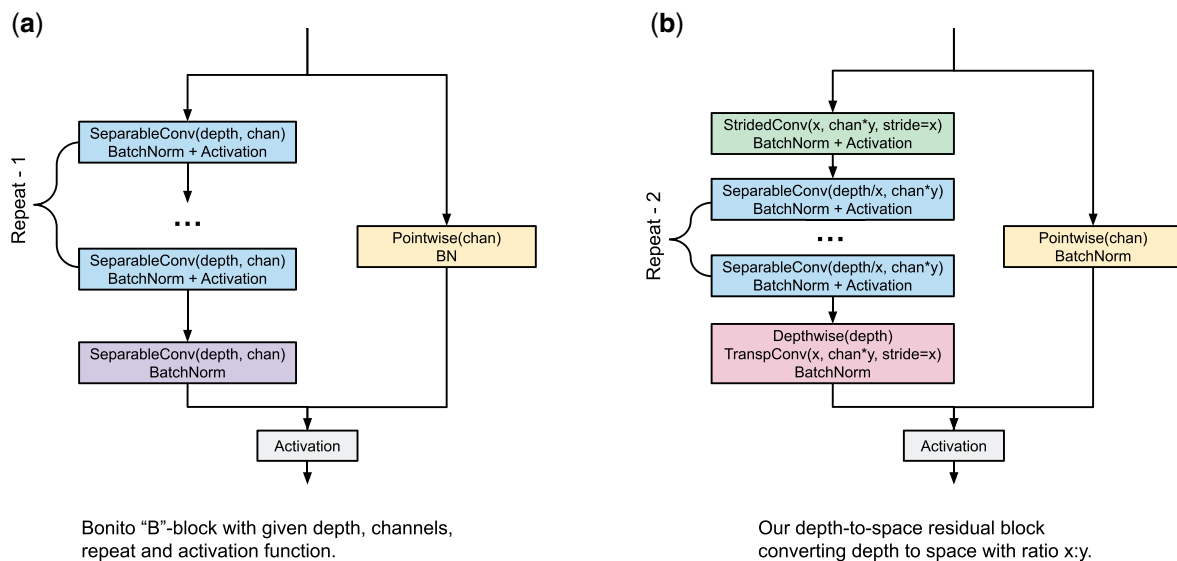 (a)
SeparableConv(depth, chan)
BatchNorm + Activation
Repeat - 1
...
SeparableConv(depth, chan)
BatchNorm + Activation
Pointwise(chan)
BN
SeparableConv(depth, chan)
BatchNorm
Activation
Bonito “B”-block with given depth, channels,
repeat and activation function.
(b)
StridedConv(x, chan*y, stride=x)
BatchNorm + Activation
SeparableConv(depth/x, chan*y)
BatchNorm + Activation
Repeat - 2
...
SeparableConv(depth/x, chan*y)
BatchNorm + Activation
Pointwise(chan)
BatchNorm
Depthwise(depth)
TranspConv(x, chan*y, stride=x)
BatchNorm
Activation
Our depth-to-space residual block
converting depth to space with ratio x:y.